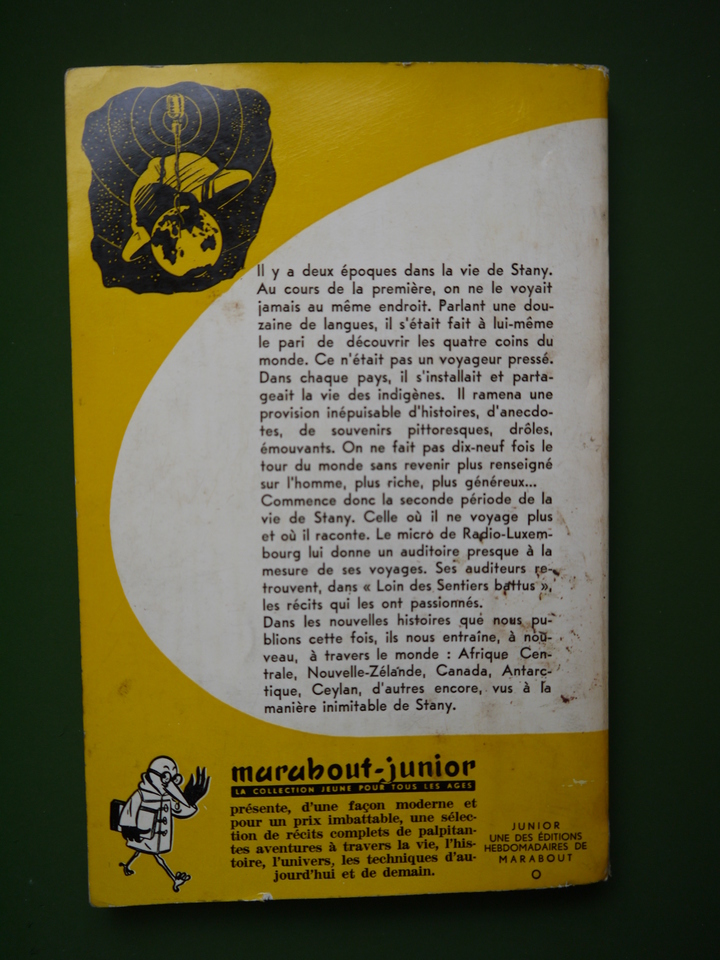 Il y a deux époques dans la vie de Stany.
Au cours de la première, on ne le voyait
jamais au même endroit. Parlant une dou-
zaine de langues, il s'était fait à lui-même
le pari de découvrir les quatre coins du
monde. Ce n'était pas un voyageur pressé.
Dans chaque pays, il s'installait et parta-
geait la vie des indigènes. Il ramena une
provision inépuisable d'histoires, d'anecdo-
tes, de souvenirs pittoresques, drôles,
émouvants. On ne fait pas dix-neuf fois le
tour du monde sans revenir plus renseigné
sur l'homme, plus riche, plus généreux...
Commence donc la seconde période de la
vie de Stany. Celle où il ne voyage plus
et où il raconte. Le micro de Radio-Luxem-
bourg lui donne un auditoire presque à la
mesure de ses voyages. Ses auditeurs re-
trouvent, dans « Loin des Sentiers battus »,
les récits qui les ont passionnés.
Dans les nouvelles histoires que nous pu-
blions cette fois, ils nous entraîne, à nou-
veau, à travers le monde : Afrique Cen-
trale, Nouvelle-Zélande, Canada, Antarc-
tique, Ceylan, d'autres encore, vus à la
manière inimitable de Stany.
marabout-junior
LA COLLECTION JEUNE POUR TOUS LES AGES
présente, d'une façon moderne et
pour un prix imbattable, une sélec-
tion de récits complets de palpitan-
tes aventures à travers la vie, l'his-
toire, l'univers, les techniques d'au-
jourd'hui et de demain.
JUNIOR
UNE DES ÉDITIONS
HEBDOMADAIRES DE
MARABOUT
O